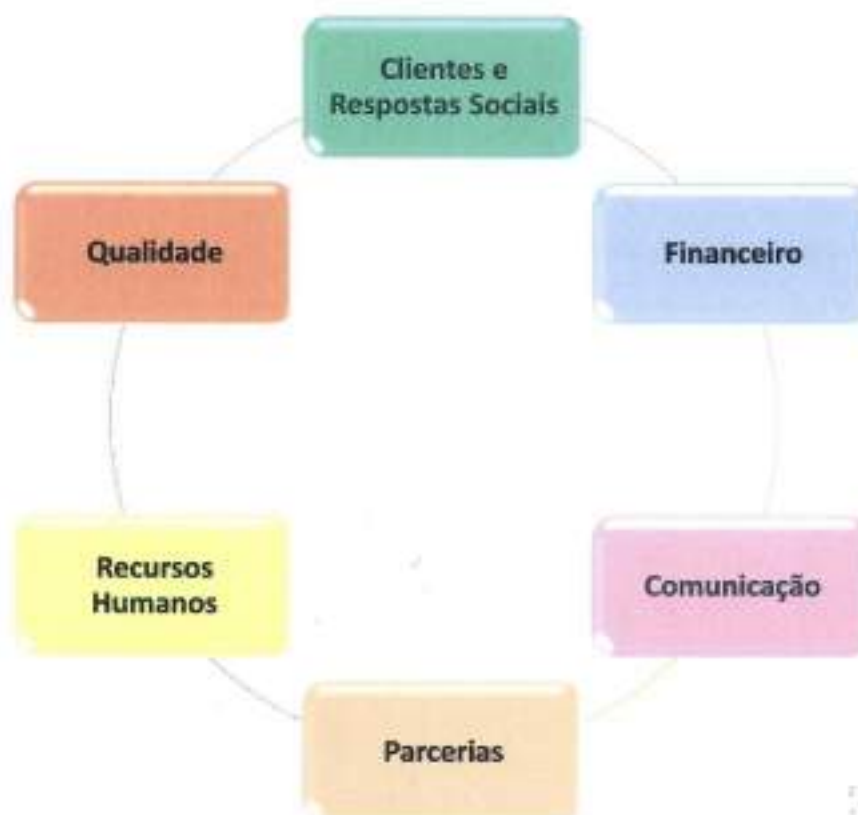 Clientes e
Respostas Sociais
Financeiro
Comunicação
Parcerias
Recursos
Humanos
Qualidade